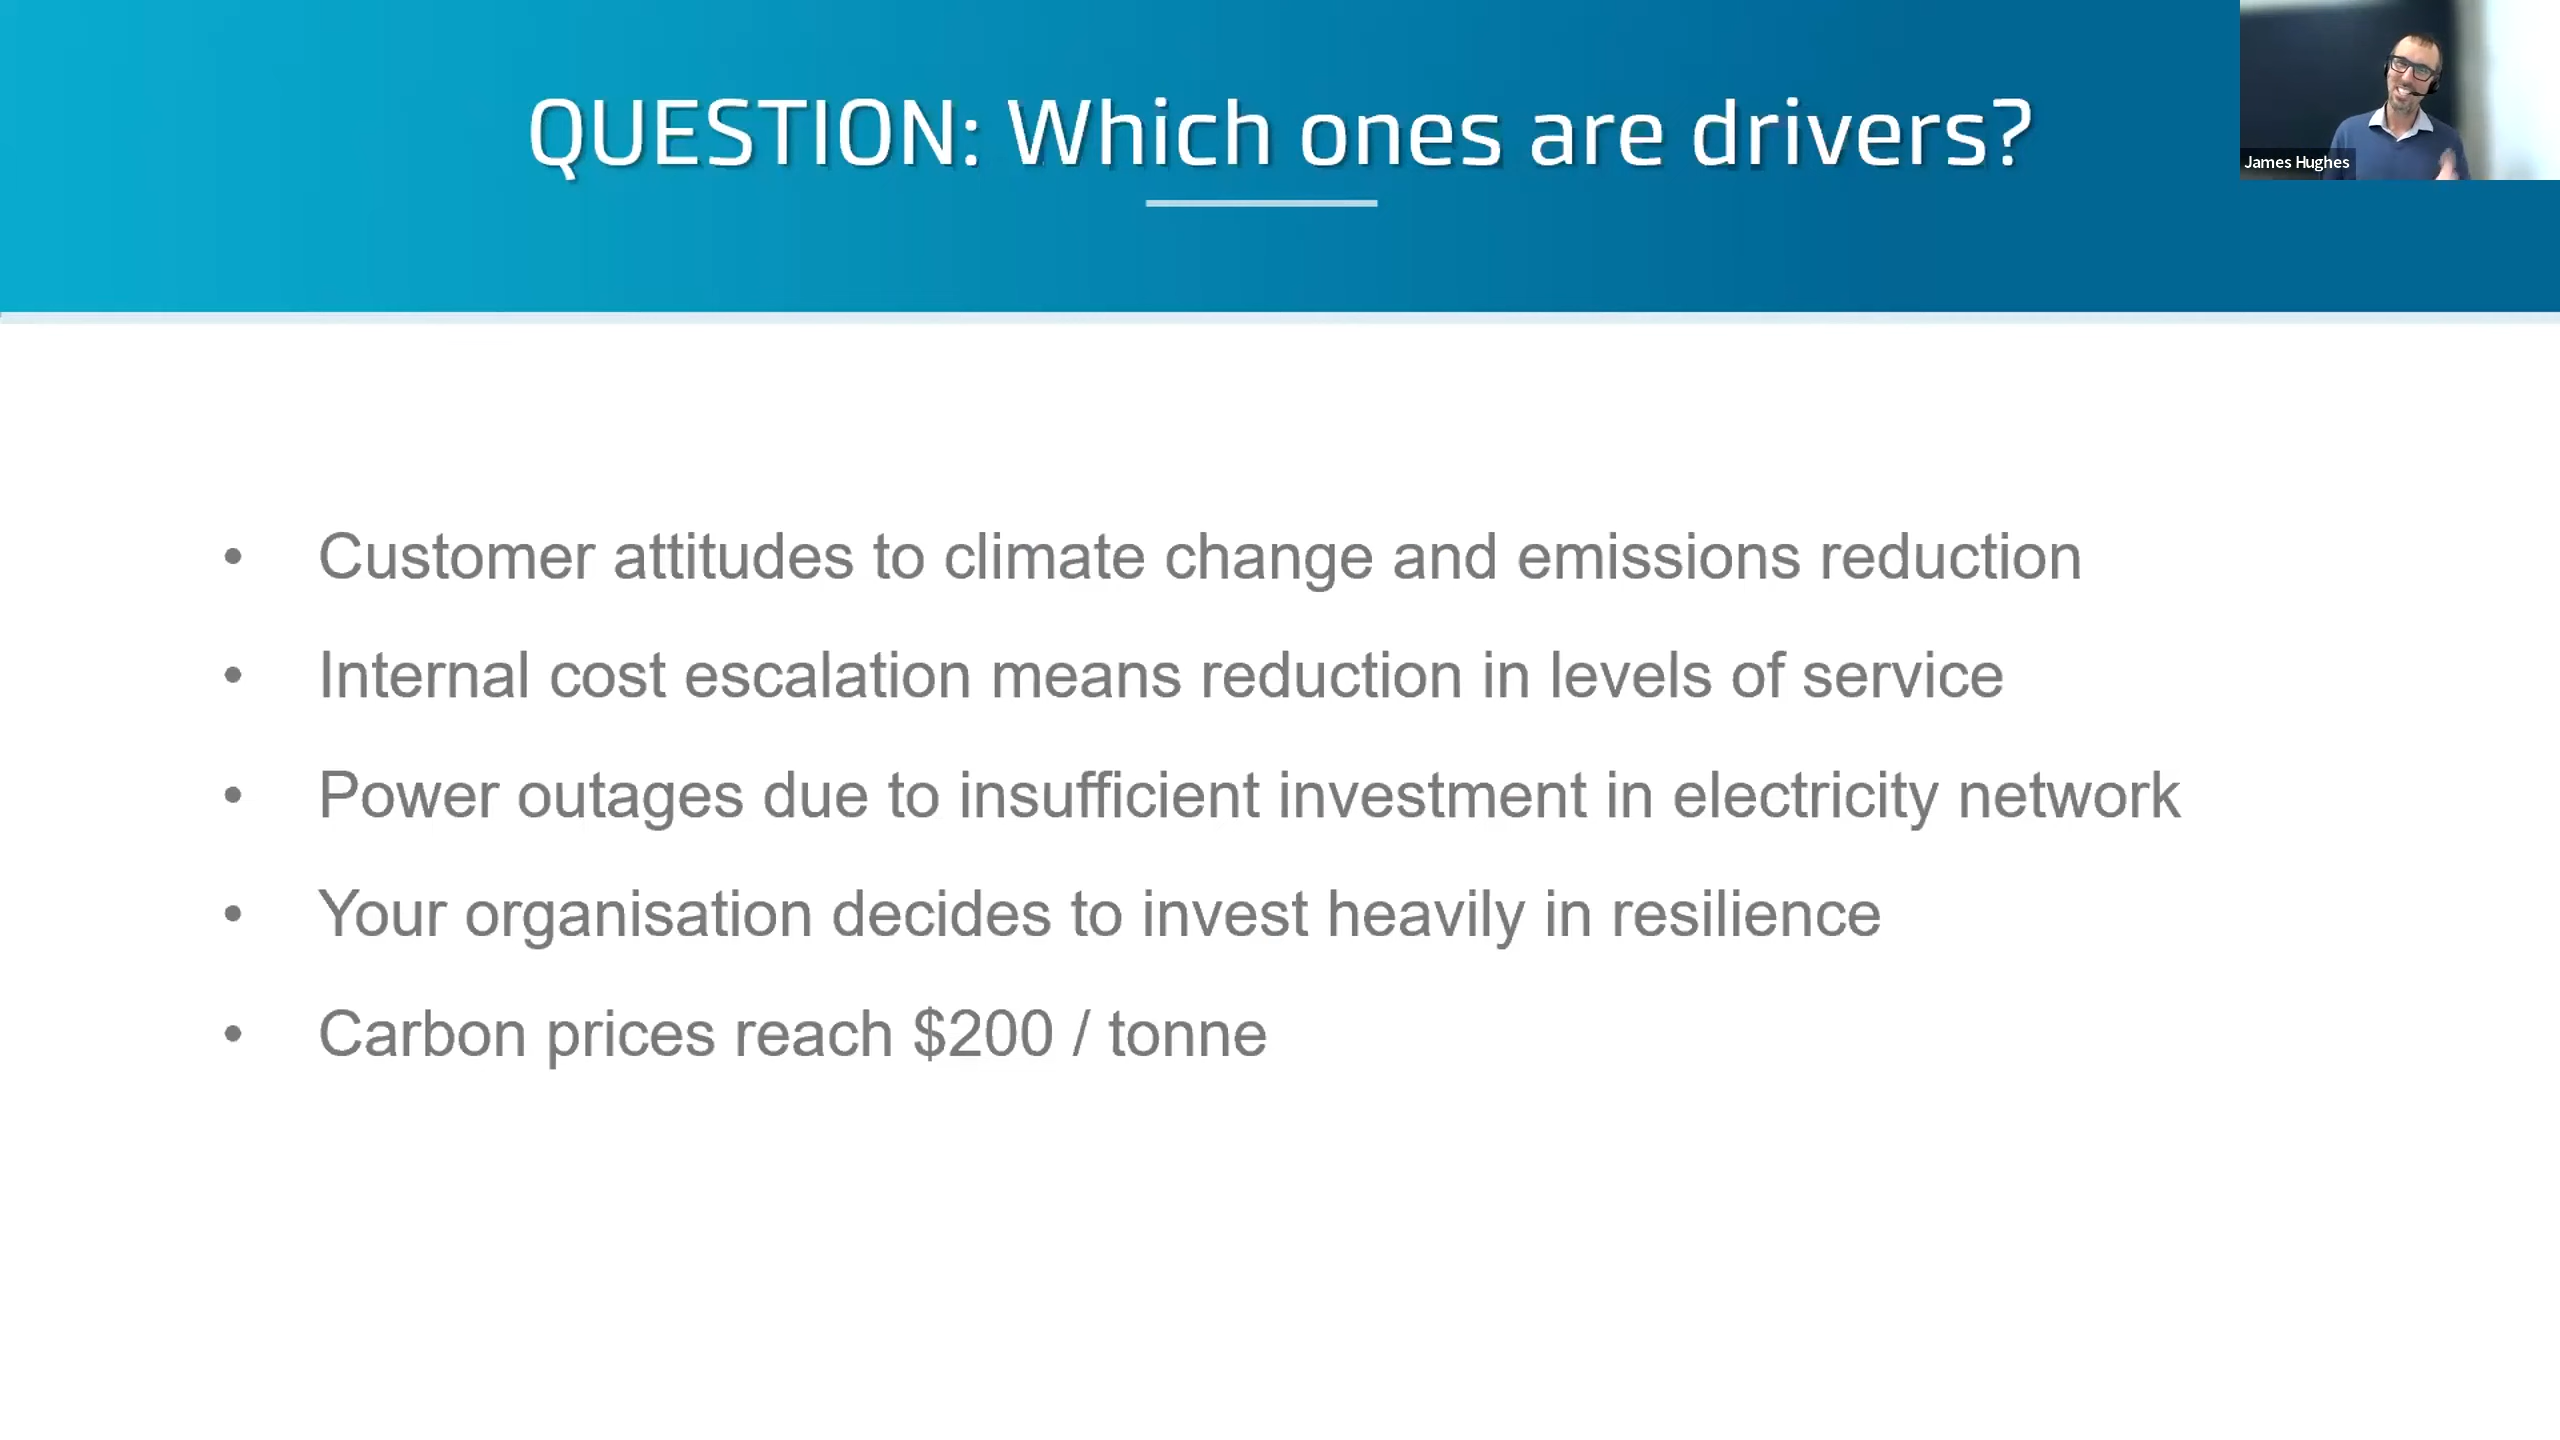 QUESTION: Which ones are drivers?
James Hughes
• Customer attitudes to climate change and emissions reduction
• Internal cost escalation means reduction in levels of service
• Power outages due to insufficient investment in electricity network
• Your organisation decides to invest heavily in resilience
• Carbon prices reach $200 / tonne